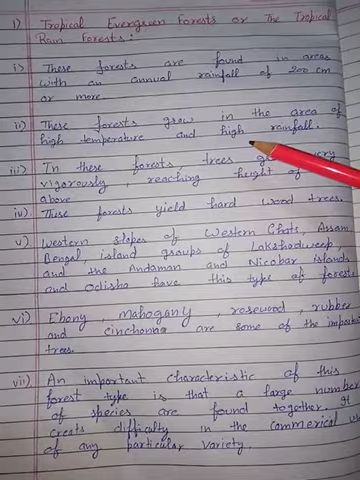 1) Tropical Evergreen Forests or The Tropical
Rain Forests:
i) These forests are found in areas
with an annual rainfall of 200 cm
or more.
ii) These forests grow in the area of
high temperature and high rainfall.
iii) In these forests trees very
vigorously, reaching height of
above
iv) These forests yield hard wood trees.
v) Western slopes of Western Ghats, Assam
Bengal, island groups of Lakshadweep,
and the Andaman and Nicobar islands
and Odisha have this type of forests
vi) Ebony, mahogany, rosewood, rubber
and cinchona are some of the
trees.
vii) An important characteristic of this
forest type is that a large number
of species are found together. It
creats difficulty in the commerical
of any particular variety.